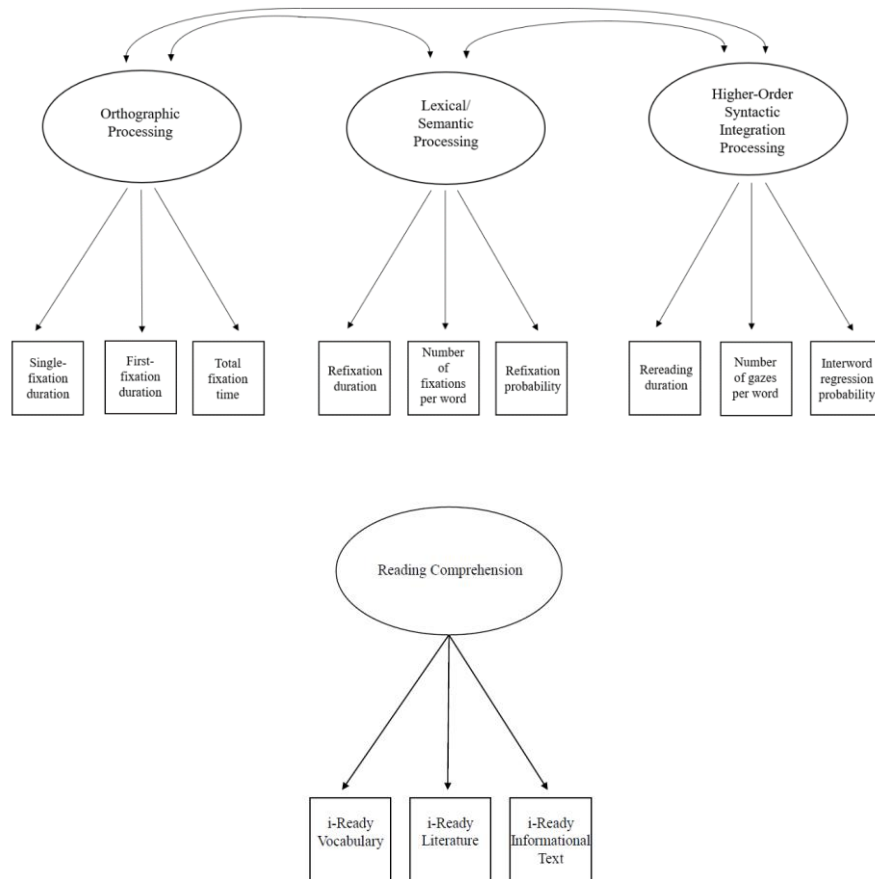 Orthographic
Processing
Lexical/
Semantic
Processing
Higher-Order
Syntactic
Integration
Processing
Single-
fixation
duration
First-
fixation
duration
Total
fixation
time
Refixation
duration
Number
of
fixations
per word
Refixation
probability
Rereading
duration
Number
of gazes
per word
Interword
regression
probability
Reading Comprehension
i-Ready
Vocabulary
i-Ready
Literature
i-Ready
Informational
Text